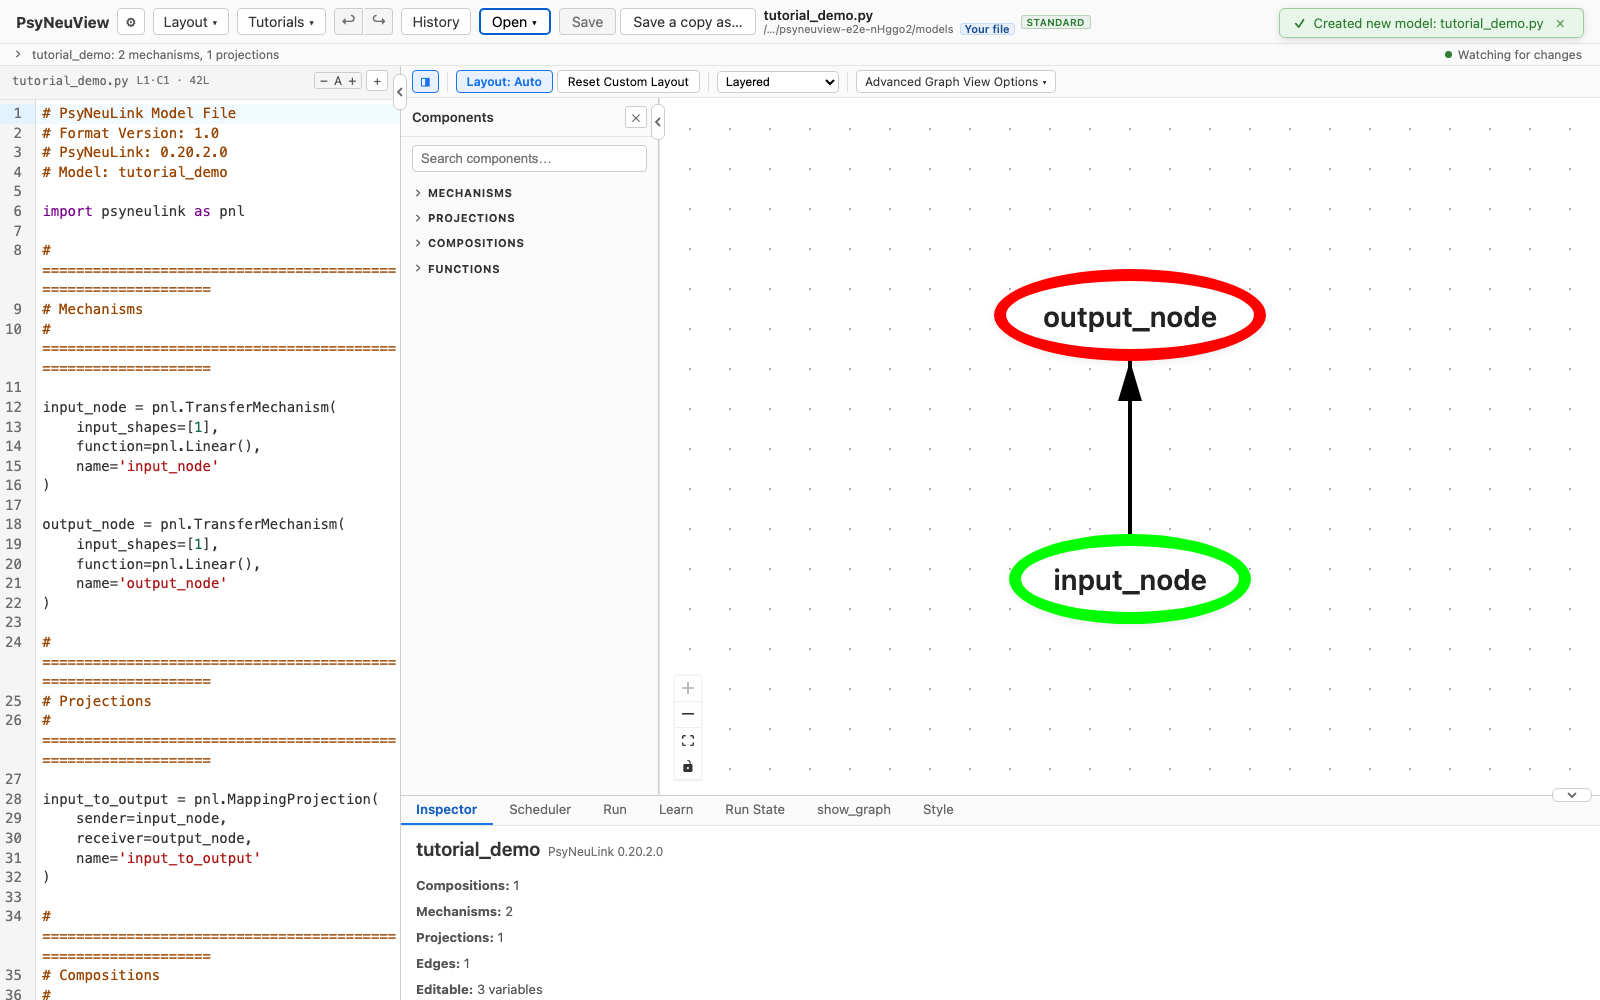 PsyNeuView ⚙ Layout ▾ Tutorials ▾ ↩ ↪ History Open ▾ Save Save a copy as... tutorial_demo.py
/.../psyneuview-e2e-nHggo2/models Your file STANDARD
✓ Created new model: tutorial_demo.py ×
> tutorial_demo: 2 mechanisms, 1 projections
Watching for changes
tutorial_demo.py L1·C1 · 42L − A + +
1 # PsyNeuLink Model File
2 # Format Version: 1.0
3 # PsyNeuLink: 0.20.2.0
4 # Model: tutorial_demo
5
6 import psyneulink as pnl
7
8 #
==========================================
====================
9 # Mechanisms
10 #
==========================================
====================
11
12 input_node = pnl.TransferMechanism(
13 input_shapes=[1],
14 function=pnl.Linear(),
15 name='input_node'
16 )
17
18 output_node = pnl.TransferMechanism(
19 input_shapes=[1],
20 function=pnl.Linear(),
21 name='output_node'
22 )
23
24 #
==========================================
====================
25 # Projections
26 #
==========================================
====================
27
28 input_to_output = pnl.MappingProjection(
29 sender=input_node,
30 receiver=output_node,
31 name='input_to_output'
32 )
33
34 #
==========================================
====================
35 # Compositions
36 #
Layout: Auto Reset Custom Layout Layered Advanced Graph View Options ▾
Components ×
Search components...
> MECHANISMS
> PROJECTIONS
> COMPOSITIONS
> FUNCTIONS
output_node
input_node
Inspector Scheduler Run Learn Run State show_graph Style
tutorial_demo PsyNeuLink 0.20.2.0
Compositions: 1
Mechanisms: 2
Projections: 1
Edges: 1
Editable: 3 variables